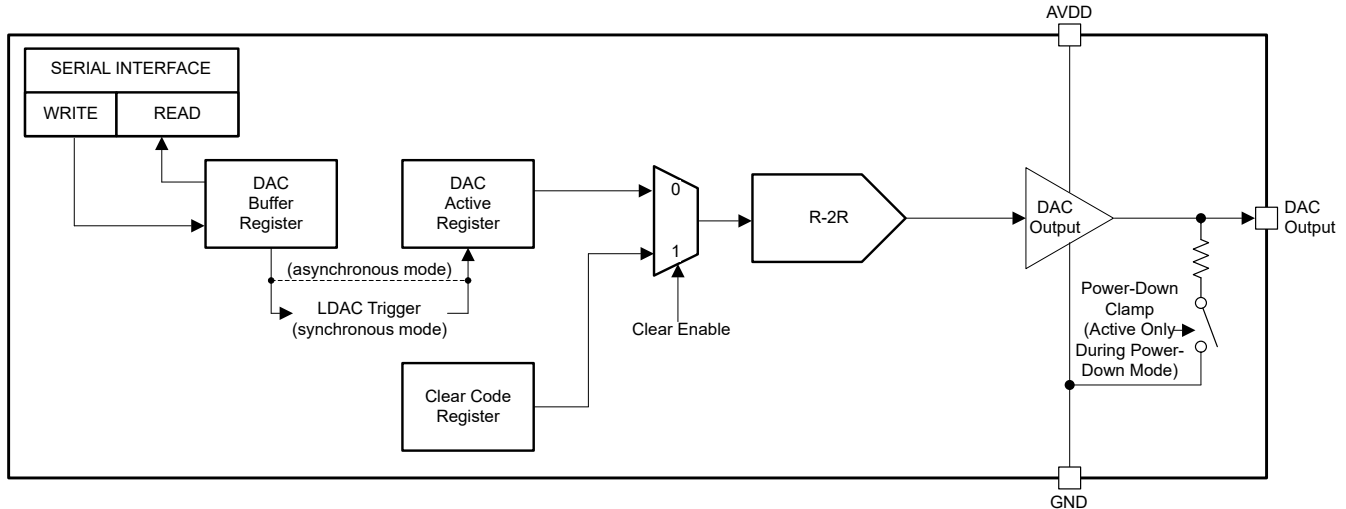 AVDD
SERIAL INTERFACE
WRITE
READ
DAC
Buffer
Register
DAC
Active
Register
0
1
R-2R
DAC
Output
DAC
Output
(asynchronous mode)
LDAC Trigger
(synchronous mode)
Clear Enable
Power-Down
Clamp
(Active Only
During Power-
Down Mode)
Clear Code
Register
GND